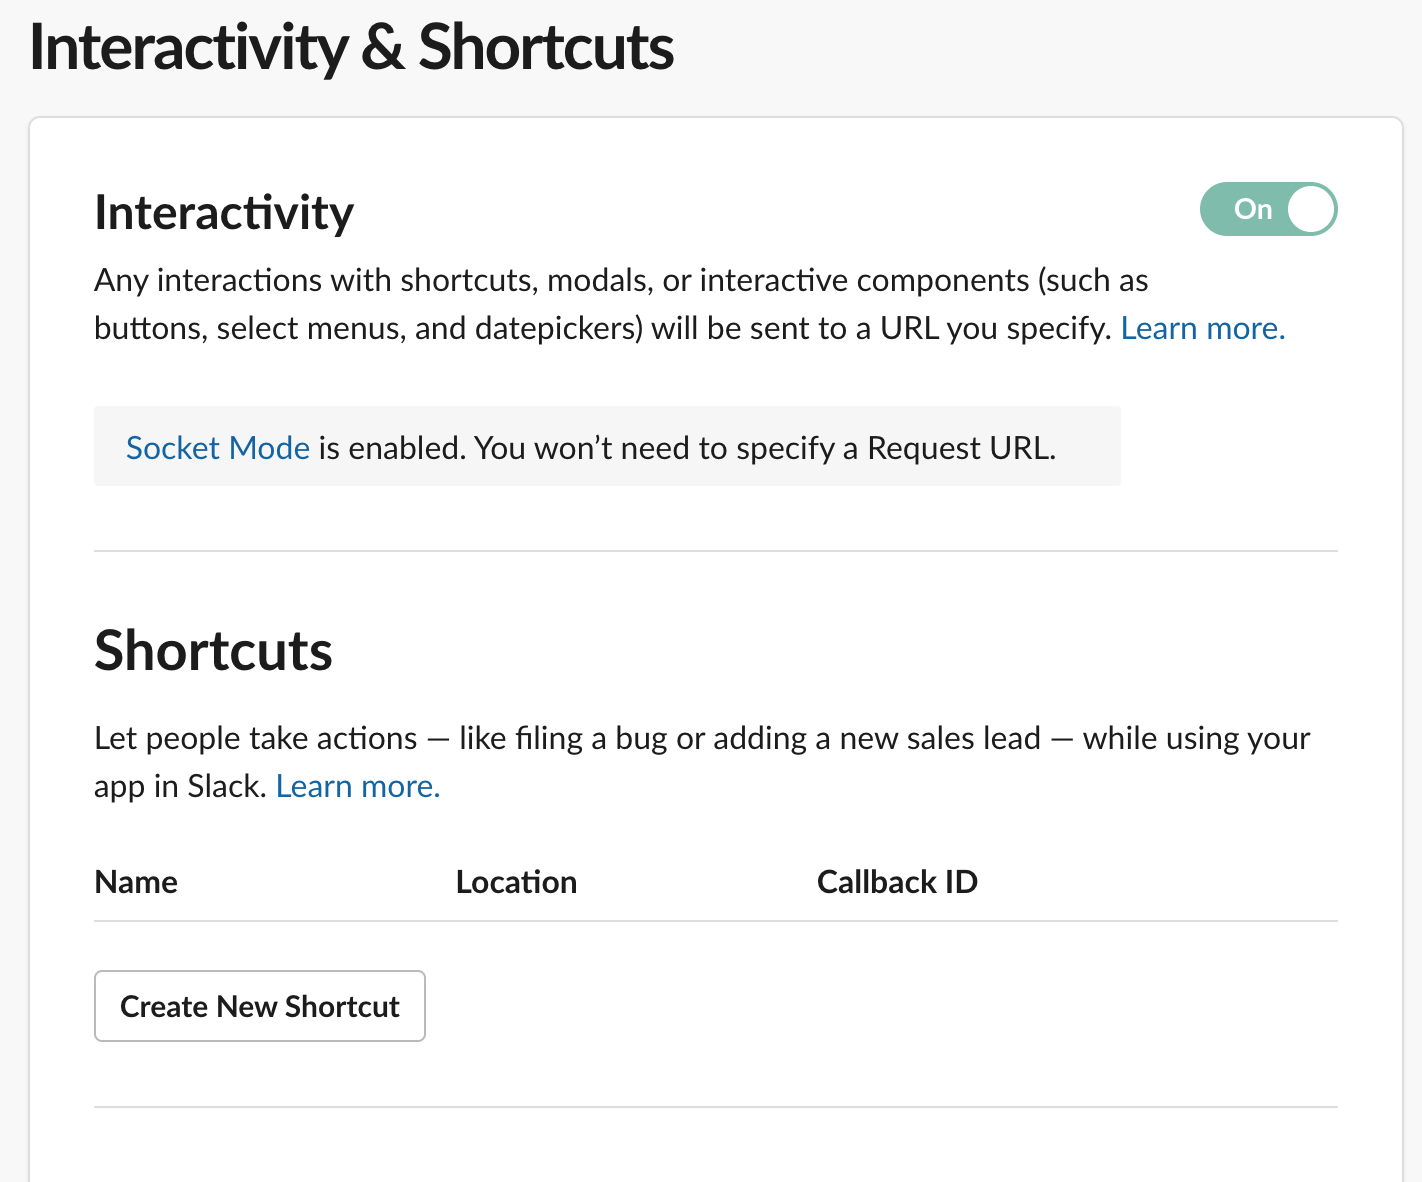 Interactivity & Shortcuts
Interactivity
On
Any interactions with shortcuts, modals, or interactive components (such as
buttons, select menus, and datepickers) will be sent to a URL you specify. Learn more.
Socket Mode is enabled. You won’t need to specify a Request URL.
Shortcuts
Let people take actions — like filing a bug or adding a new sales lead — while using your
app in Slack. Learn more.
Name Location Callback ID
Create New Shortcut